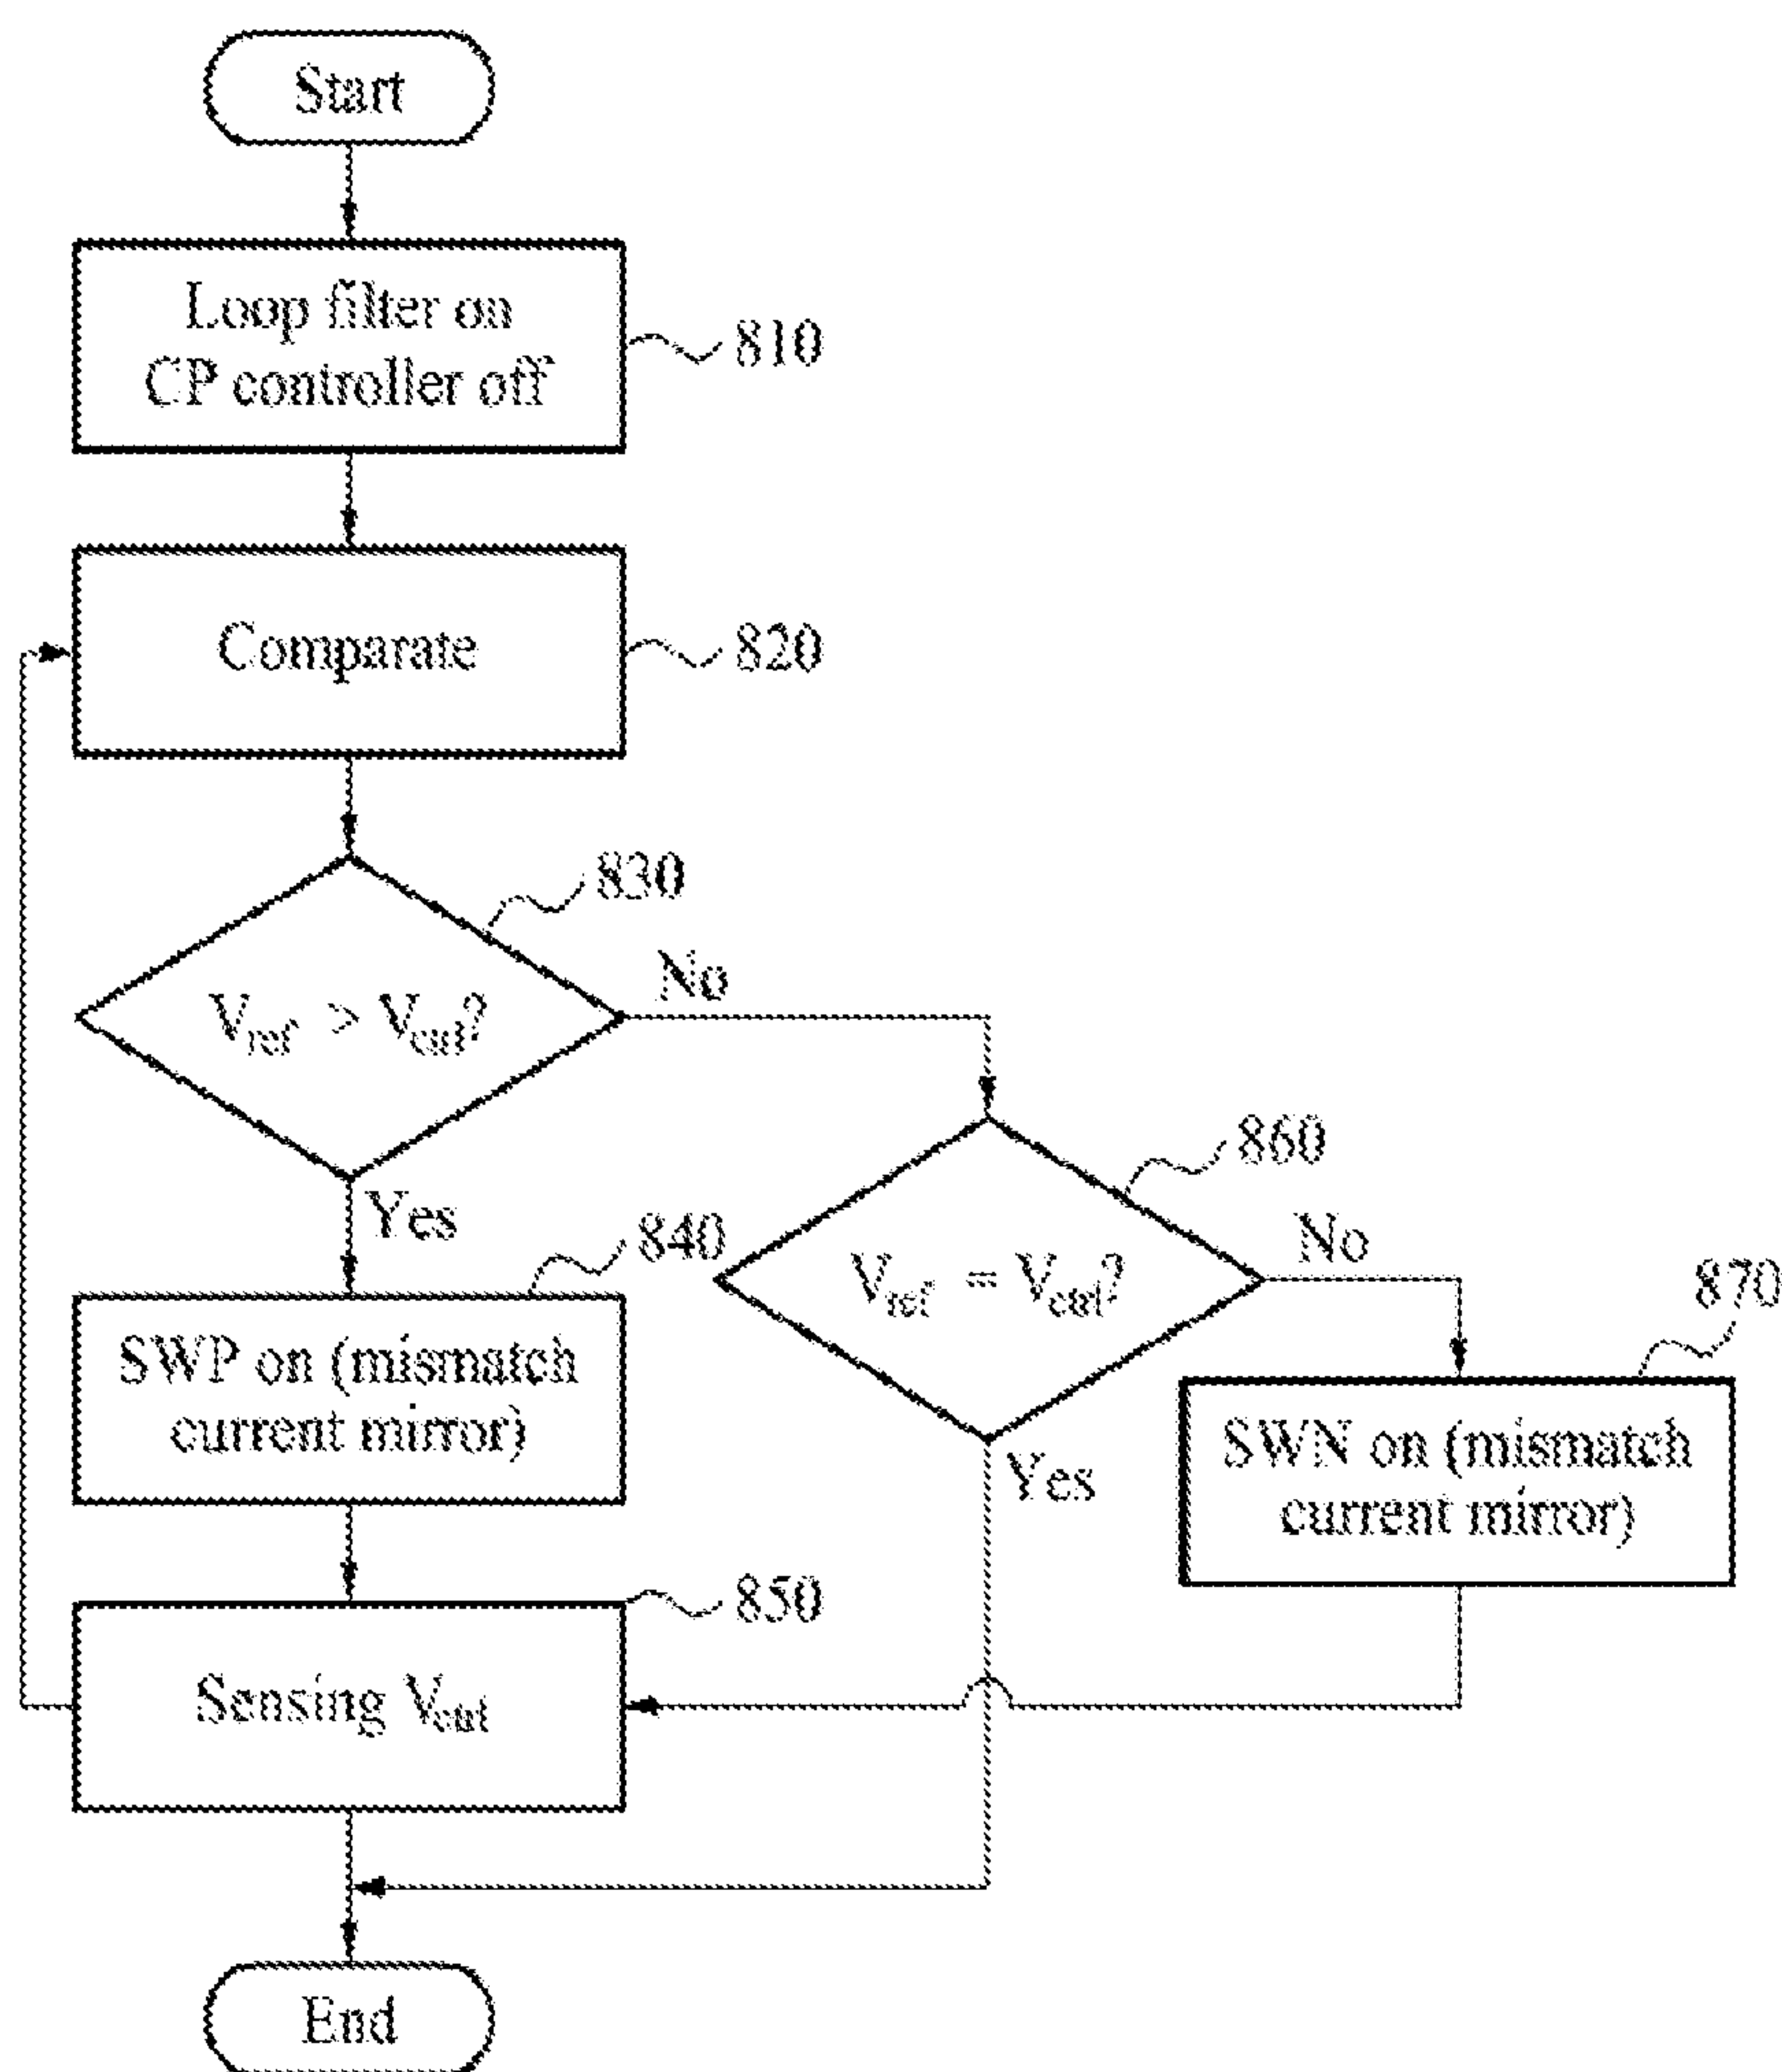 Start
Loop filter on
CP controller off
810
Comparate
820
830
Vref > Vctrl?
No
Yes
860
Vref = Vctrl?
No
Yes
840
SWP on (mismatch
current mirror)
870
SWN on (mismatch
current mirror)
850
Sensing Vctrl
End